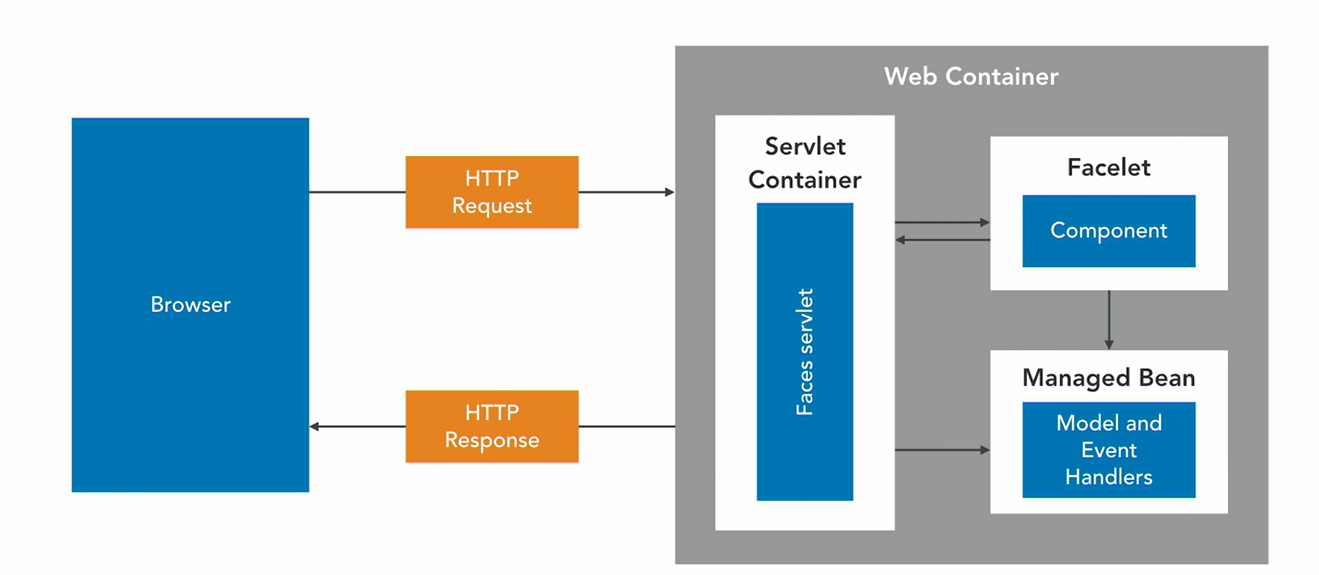 Web Container
Servlet
Container
Facelet
HTTP
Request
Component
Browser
Faces servlet
Managed Bean
HTTP
Response
Model and
Event
Handlers